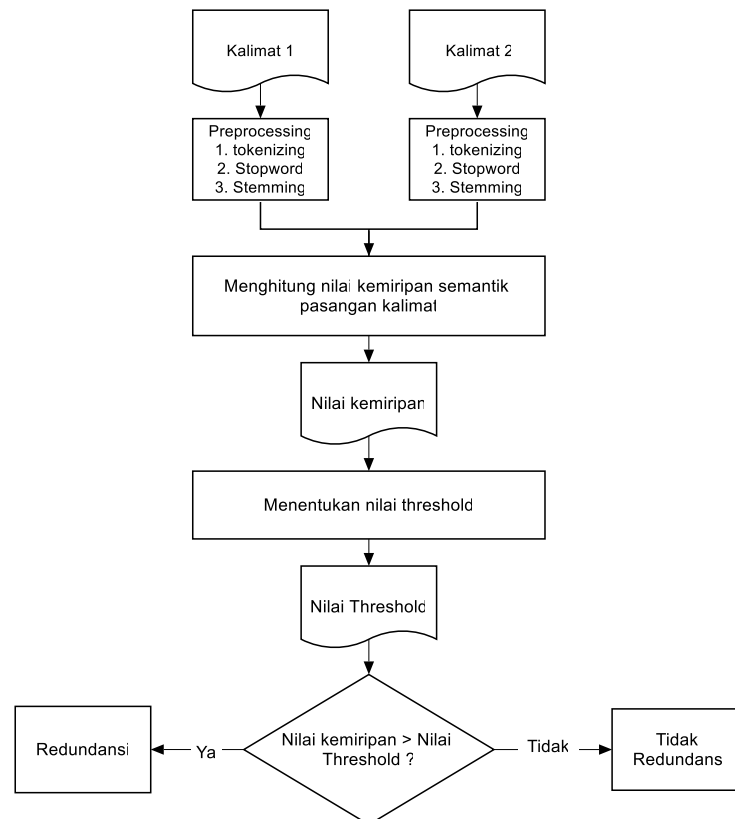 Kalimat 1
Kalimat 2
Preprocessing
1. tokenizing
2. Stopword
3. Stemming
Preprocessing
1. tokenizing
2. Stopword
3. Stemming
Menghitung nilai kemiripan semantik
pasangan kalimat
Nilai kemiripan
Menentukan nilai threshold
Nilai Threshold
Nilai kemiripan > Nilai
Threshold ?
Ya
Tidak
Redundansi
Tidak
Redundans